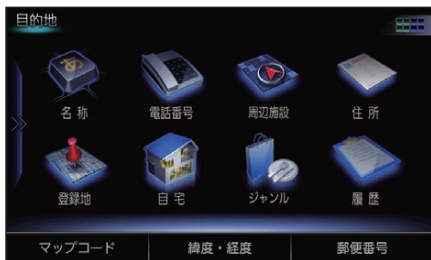 目的地
あ
名称
電話番号
周辺施設
住所
登録地
自宅
ジャンル
履歴
マップコード
緯度・経度
郵便番号